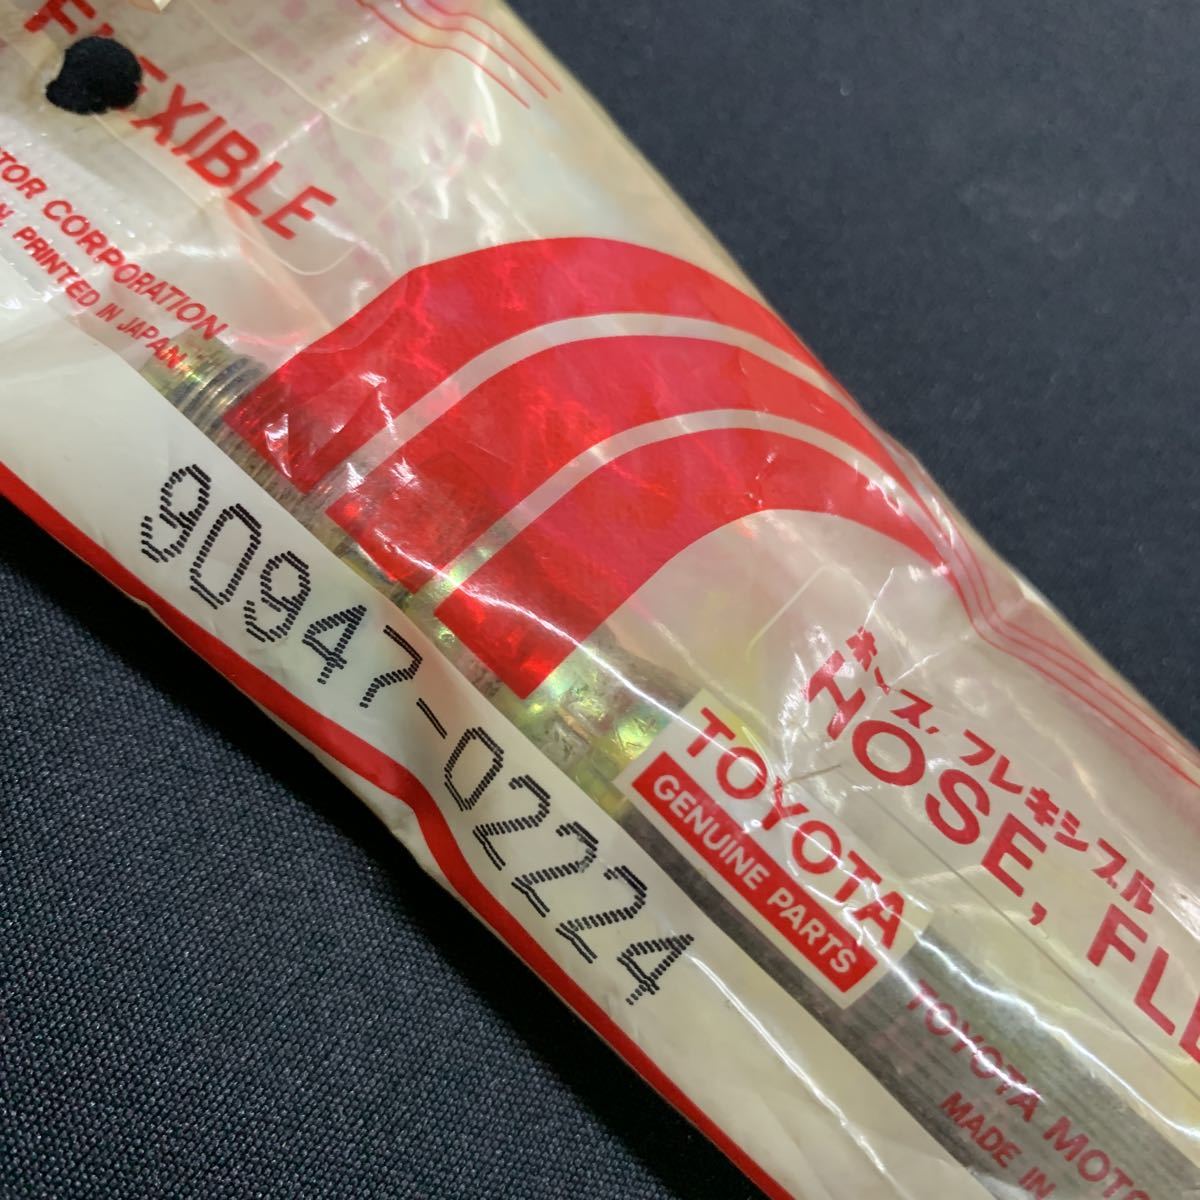 FLEXIBLE
TOR CORPORATION
PRINTED IN JAPAN
90947-02224
TOYOTA
GENUINE PARTS
ホース,フレキシブル
HOSE, FLE
TOYOTA MOTO
MADE IN